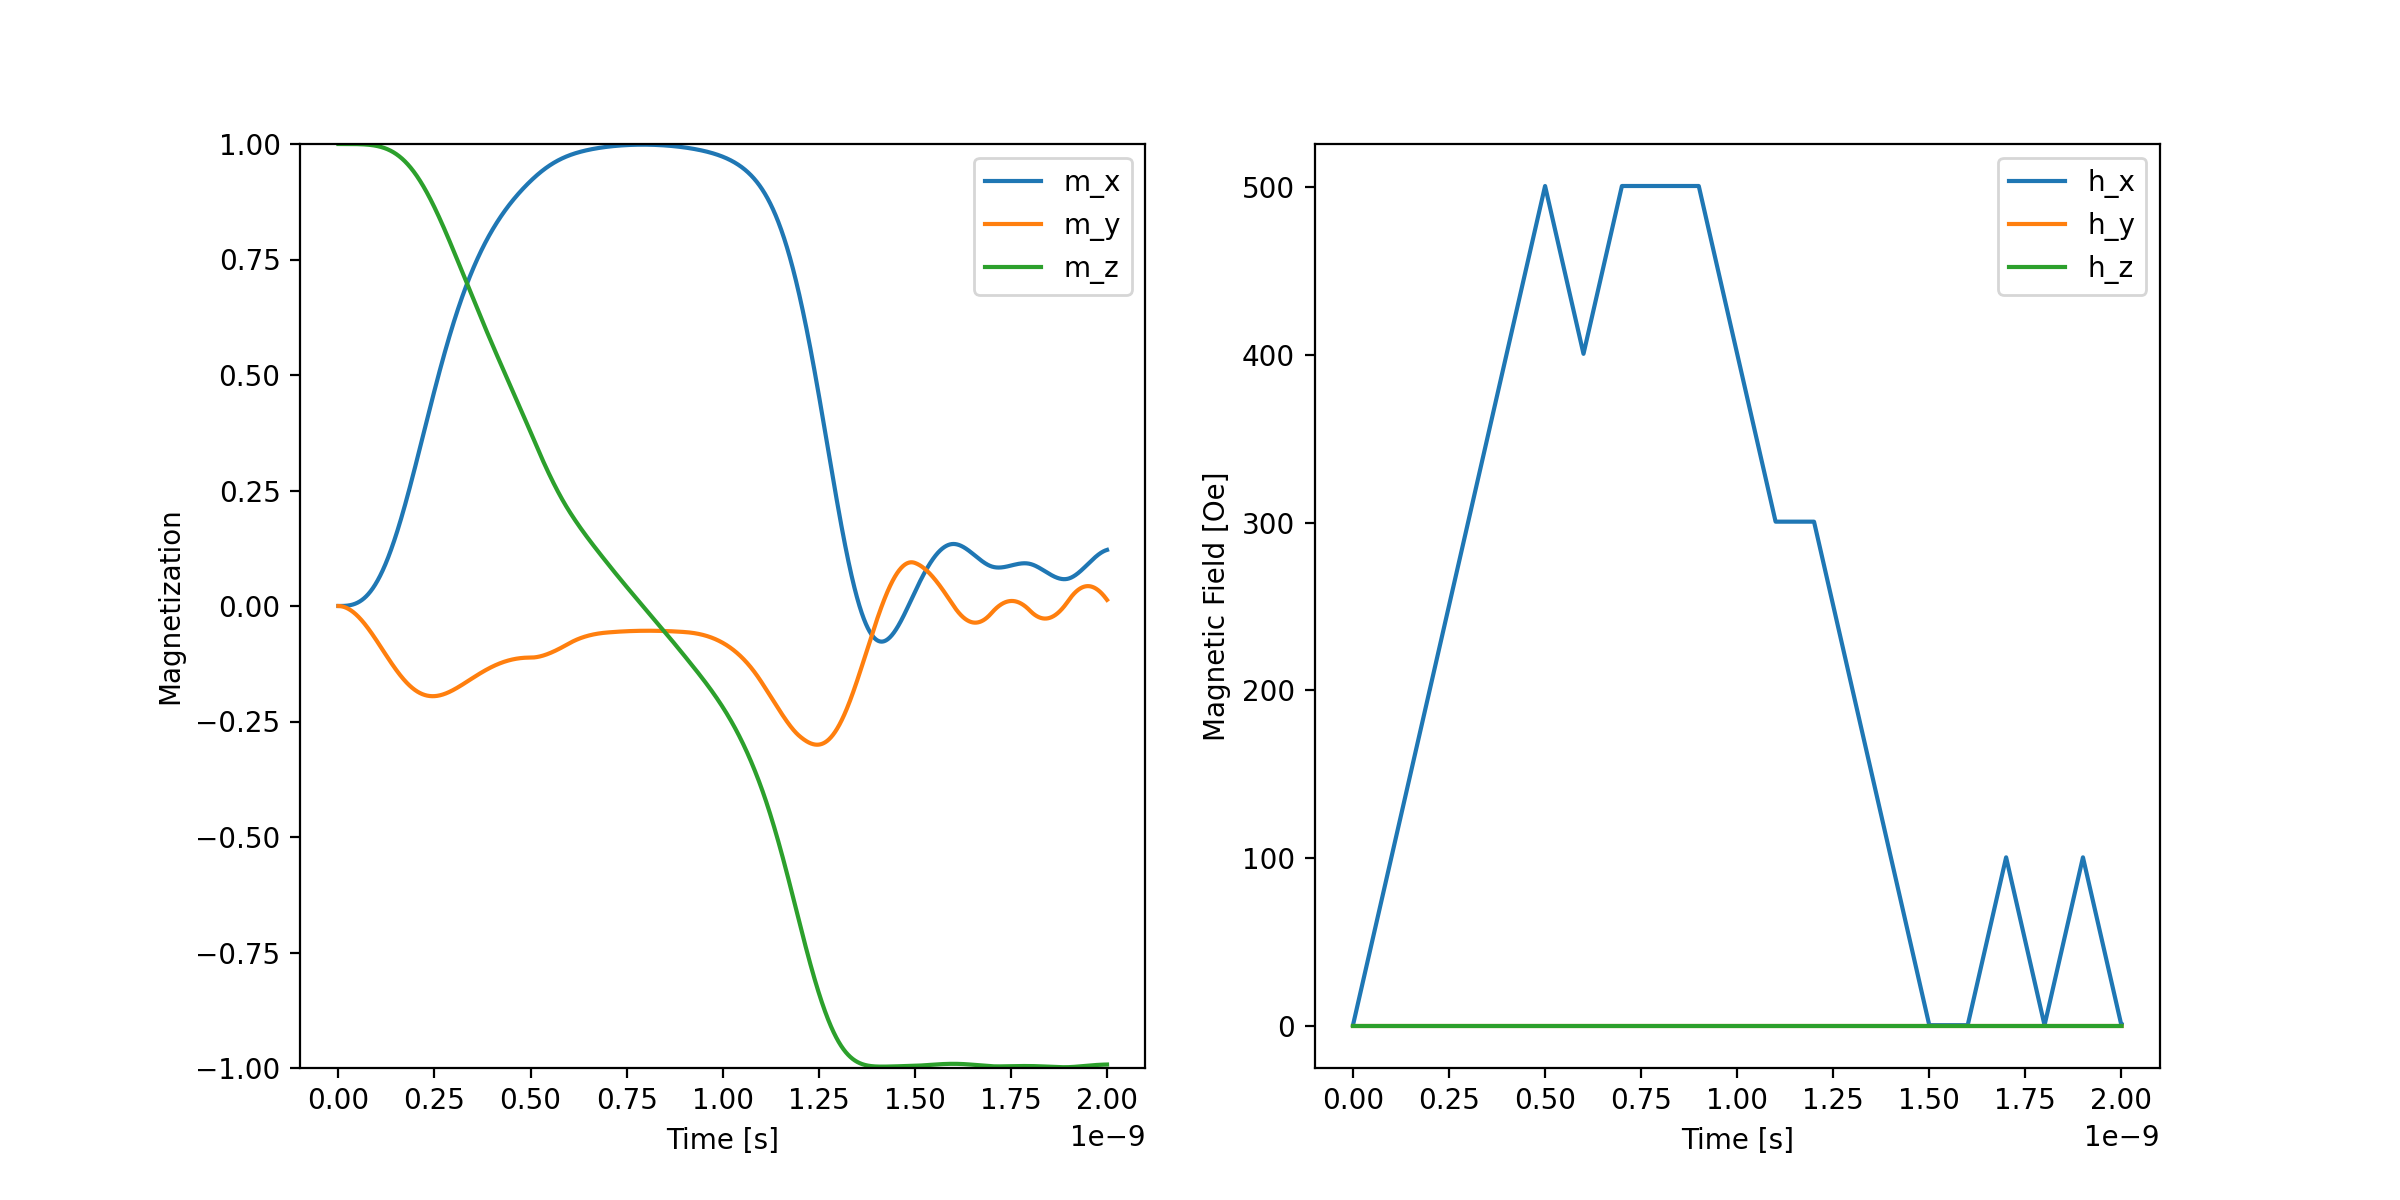 Magnetization
1.00
0.75
0.50
0.25
0.00
−0.25
−0.50
−0.75
−1.00
m_x
m_y
m_z
0.00 0.25 0.50 0.75 1.00 1.25 1.50 1.75 2.00
Time [s]
1e−9
Magnetic Field [Oe]
500
400
300
200
100
0
h_x
h_y
h_z
0.00 0.25 0.50 0.75 1.00 1.25 1.50 1.75 2.00
Time [s]
1e−9